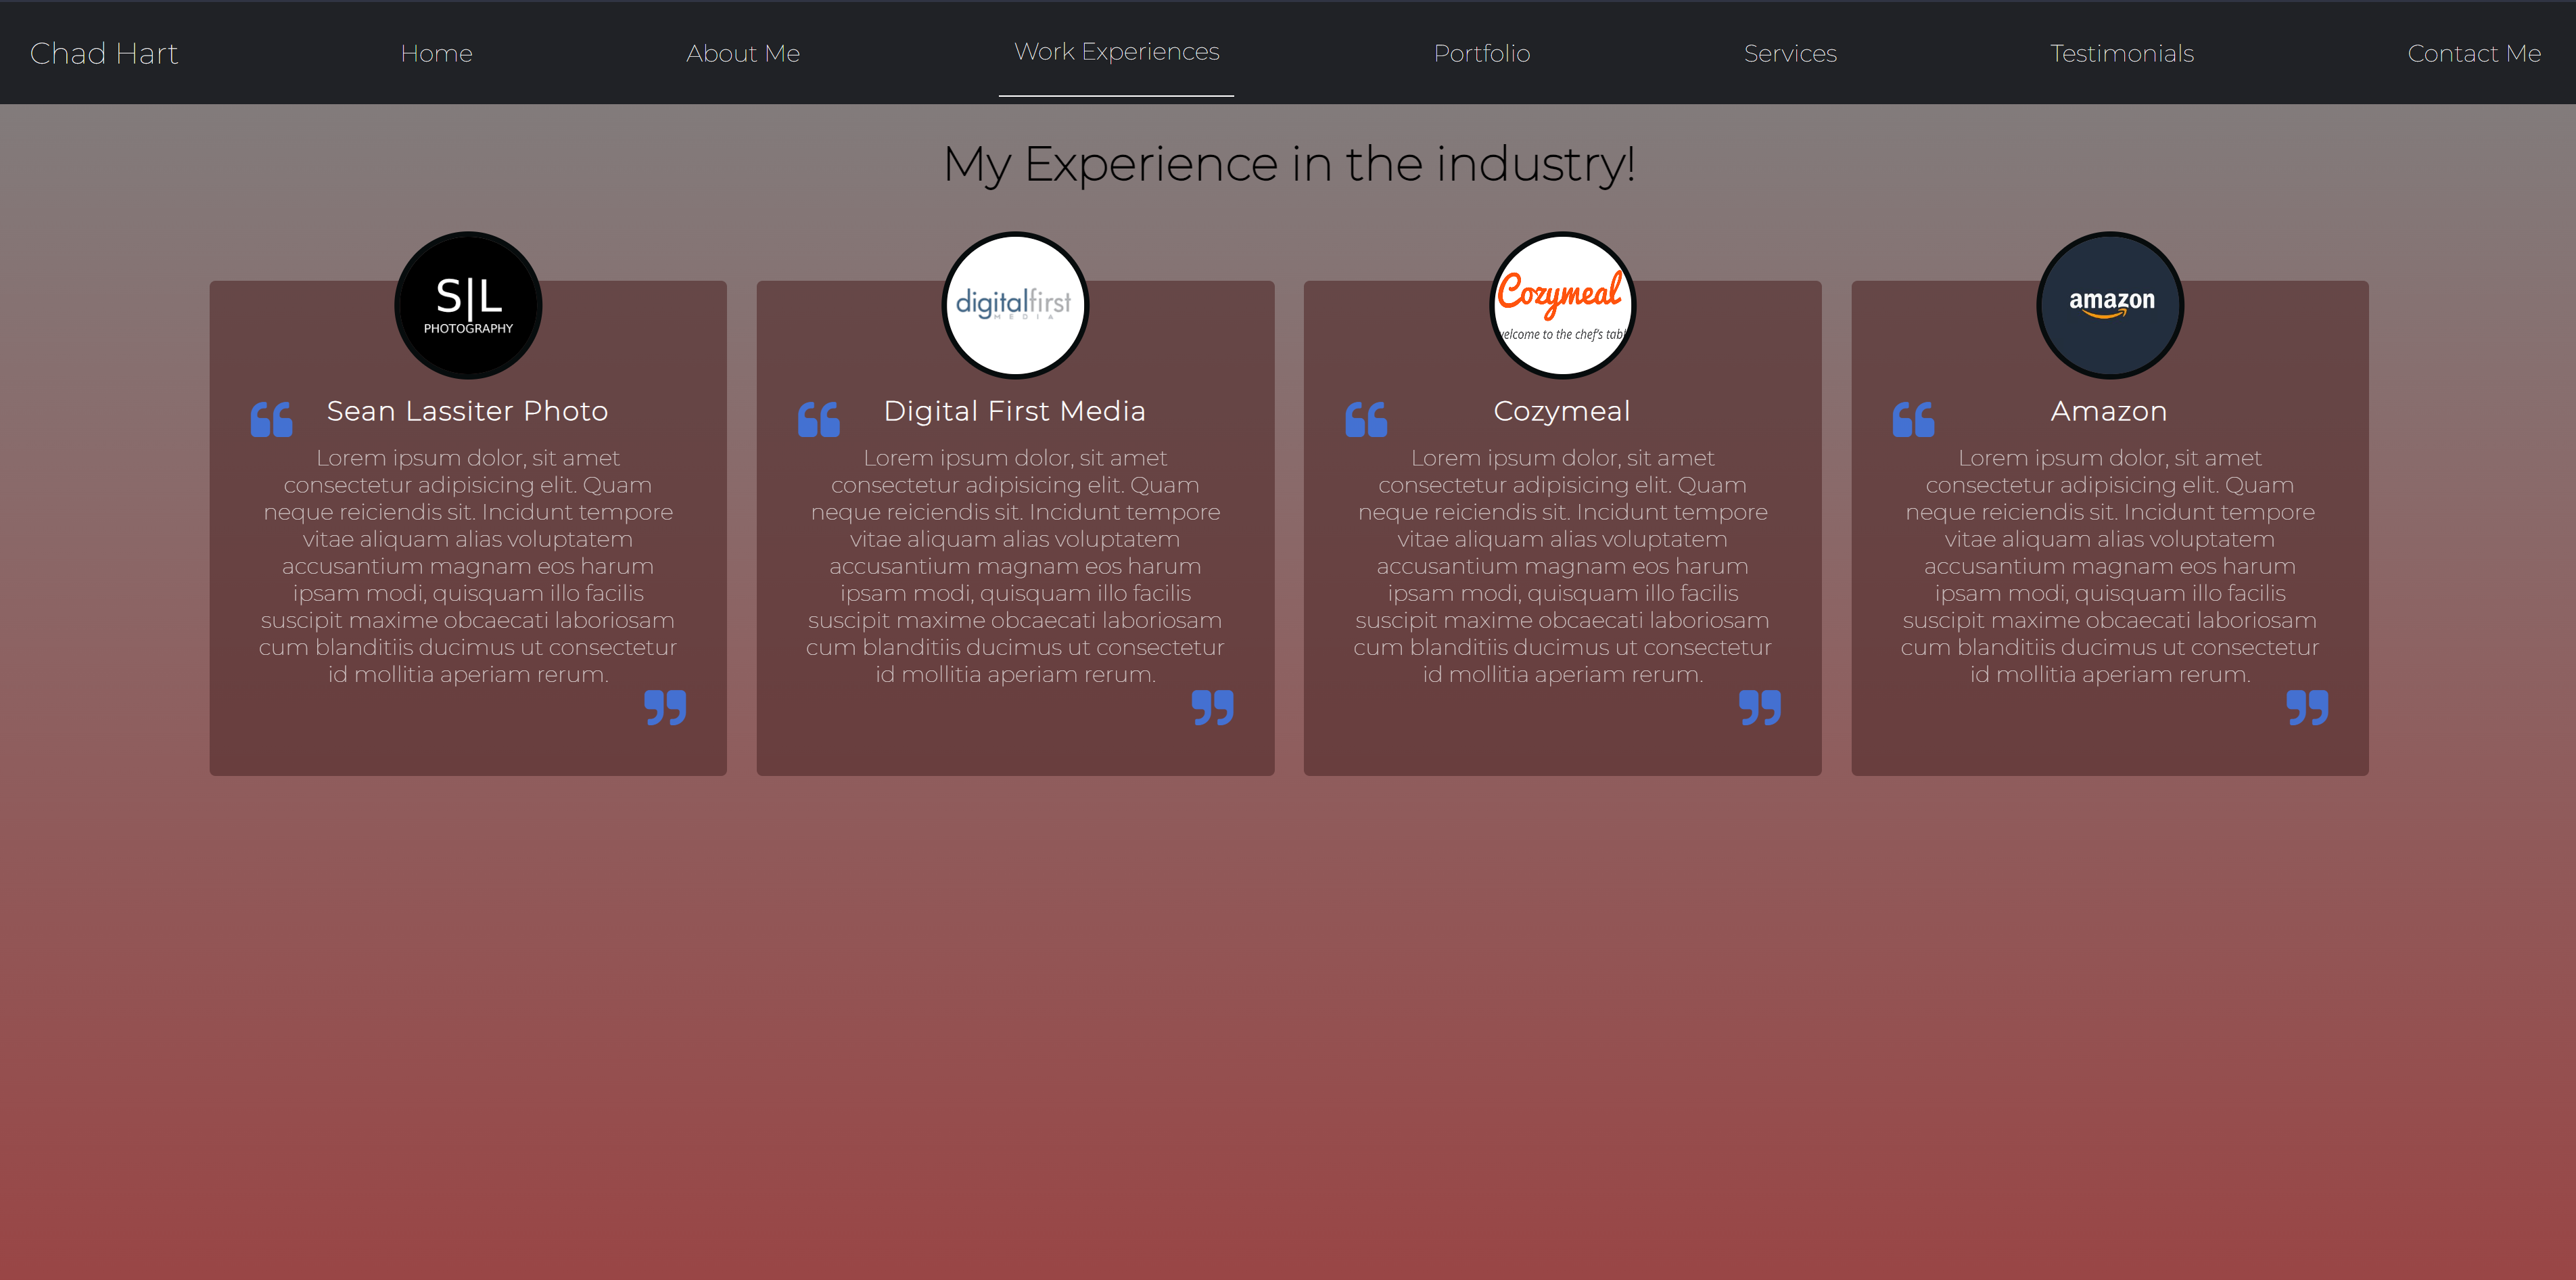 Chad Hart Home About Me Work Experiences Portfolio Services Testimonials Contact Me
My Experience in the industry!
S|L
PHOTOGRAPHY
Sean Lassiter Photo
Lorem ipsum dolor, sit amet
consectetur adipisicing elit. Quam
neque reiciendis sit. Incidunt tempore
vitae aliquam alias voluptatem
accusantium magnam eos harum
ipsam modi, quisquam illo facilis
suscipit maxime obcaecati laboriosam
cum blanditiis ducimus ut consectetur
id mollitia aperiam rerum.
digitalfirst
MEDIA
Digital First Media
Lorem ipsum dolor, sit amet
consectetur adipisicing elit. Quam
neque reiciendis sit. Incidunt tempore
vitae aliquam alias voluptatem
accusantium magnam eos harum
ipsam modi, quisquam illo facilis
suscipit maxime obcaecati laboriosam
cum blanditiis ducimus ut consectetur
id mollitia aperiam rerum.
Cozymeal
elcome to the chef's tab
Cozymeal
Lorem ipsum dolor, sit amet
consectetur adipisicing elit. Quam
neque reiciendis sit. Incidunt tempore
vitae aliquam alias voluptatem
accusantium magnam eos harum
ipsam modi, quisquam illo facilis
suscipit maxime obcaecati laboriosam
cum blanditiis ducimus ut consectetur
id mollitia aperiam rerum.
amazon
Amazon
Lorem ipsum dolor, sit amet
consectetur adipisicing elit. Quam
neque reiciendis sit. Incidunt tempore
vitae aliquam alias voluptatem
accusantium magnam eos harum
ipsam modi, quisquam illo facilis
suscipit maxime obcaecati laboriosam
cum blanditiis ducimus ut consectetur
id mollitia aperiam rerum.